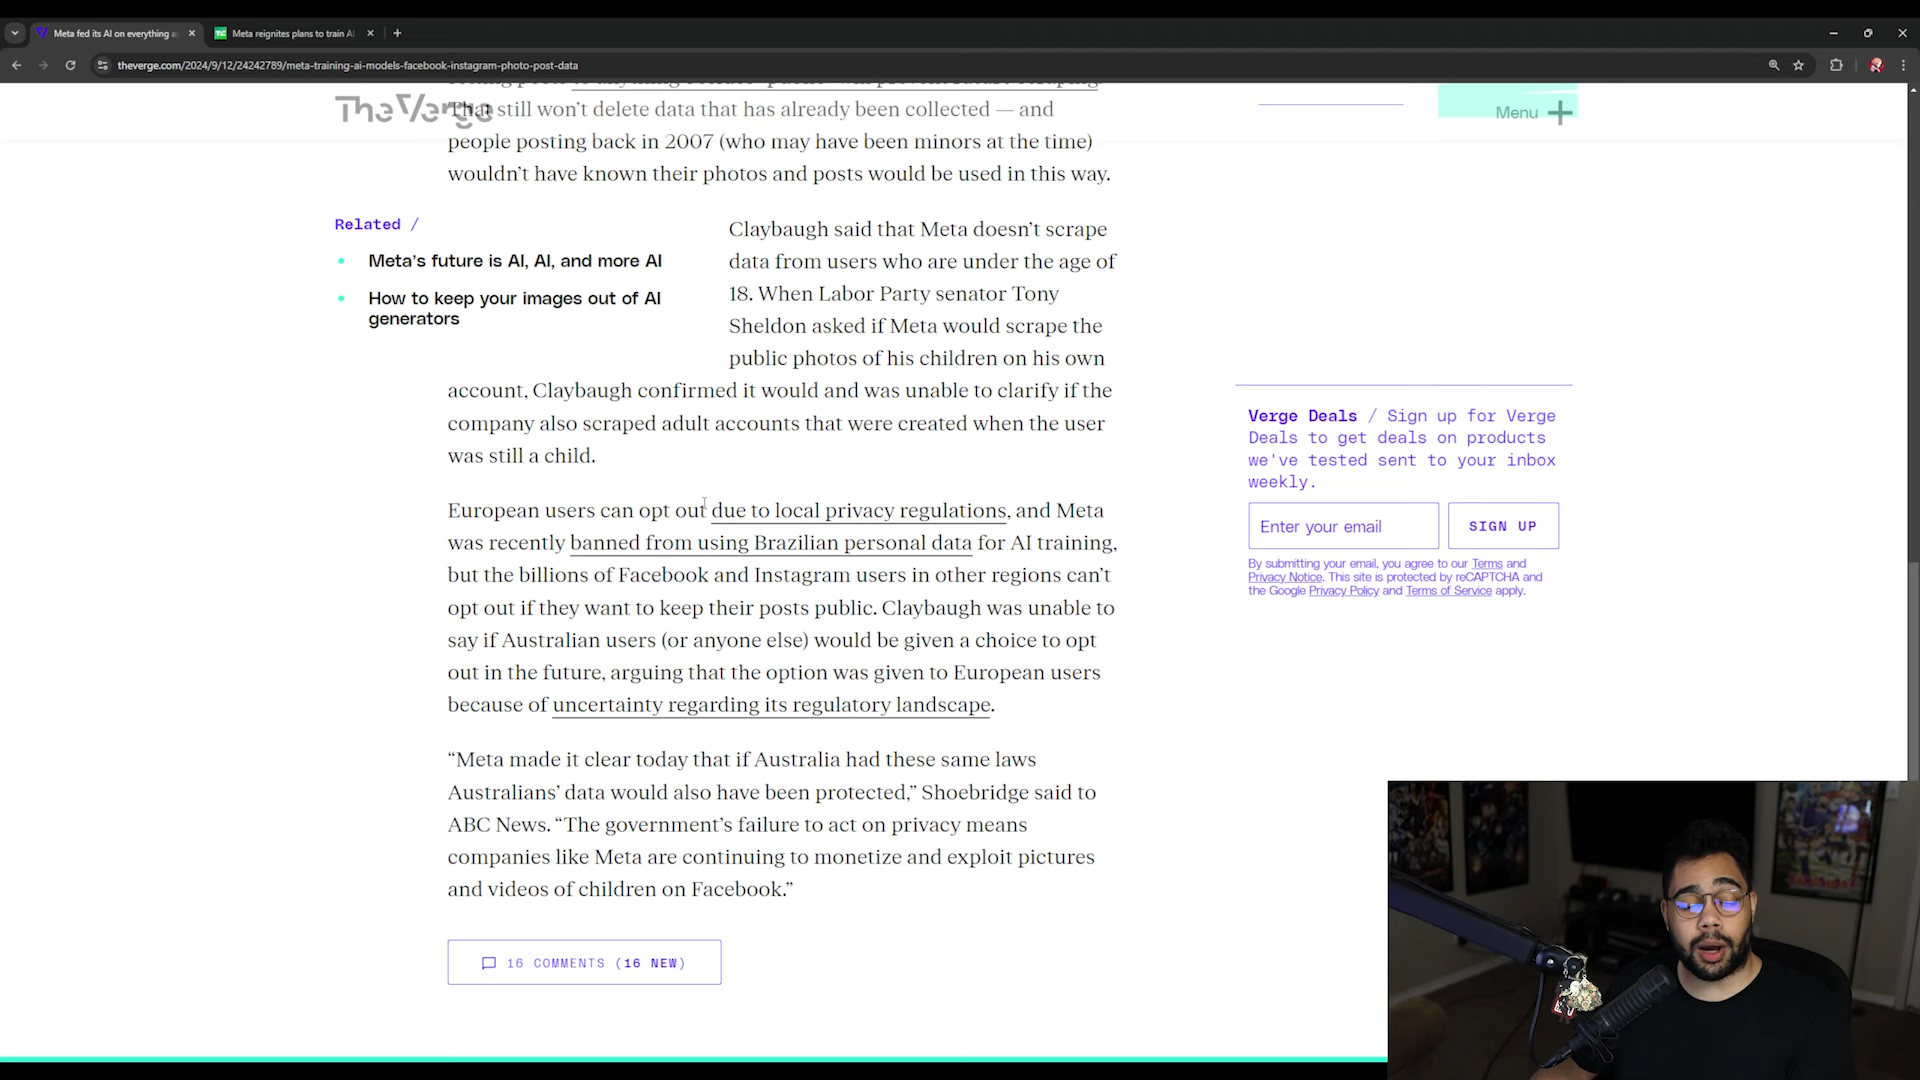 Meta fed its AI on everything a
Meta reignites plans to train AI
theverge.com/2024/9/12/24242789/meta-training-ai-models-facebook-instagram-photo-post-data
The Verge
Menu
That still won't delete data that has already been collected — and
people posting back in 2007 (who may have been minors at the time)
wouldn't have known their photos and posts would be used in this way.
Related /
Meta's future is AI, AI, and more AI
How to keep your images out of AI
generators
Claybaugh said that Meta doesn't scrape
data from users who are under the age of
18. When Labor Party senator Tony
Sheldon asked if Meta would scrape the
public photos of his children on his own
account, Claybaugh confirmed it would and was unable to clarify if the
company also scraped adult accounts that were created when the user
was still a child.
European users can opt out due to local privacy regulations, and Meta
was recently banned from using Brazilian personal data for AI training,
but the billions of Facebook and Instagram users in other regions can't
opt out if they want to keep their posts public. Claybaugh was unable to
say if Australian users (or anyone else) would be given a choice to opt
out in the future, arguing that the option was given to European users
because of uncertainty regarding its regulatory landscape.
“Meta made it clear today that if Australia had these same laws
Australians' data would also have been protected,” Shoebridge said to
ABC News. “The government's failure to act on privacy means
companies like Meta are continuing to monetize and exploit pictures
and videos of children on Facebook.”
16 COMMENTS (16 NEW)
Verge Deals / Sign up for Verge
Deals to get deals on products
we've tested sent to your inbox
weekly.
Enter your email
SIGN UP
By submitting your email, you agree to our Terms and
Privacy Notice. This site is protected by reCAPTCHA and
the Google Privacy Policy and Terms of Service apply.